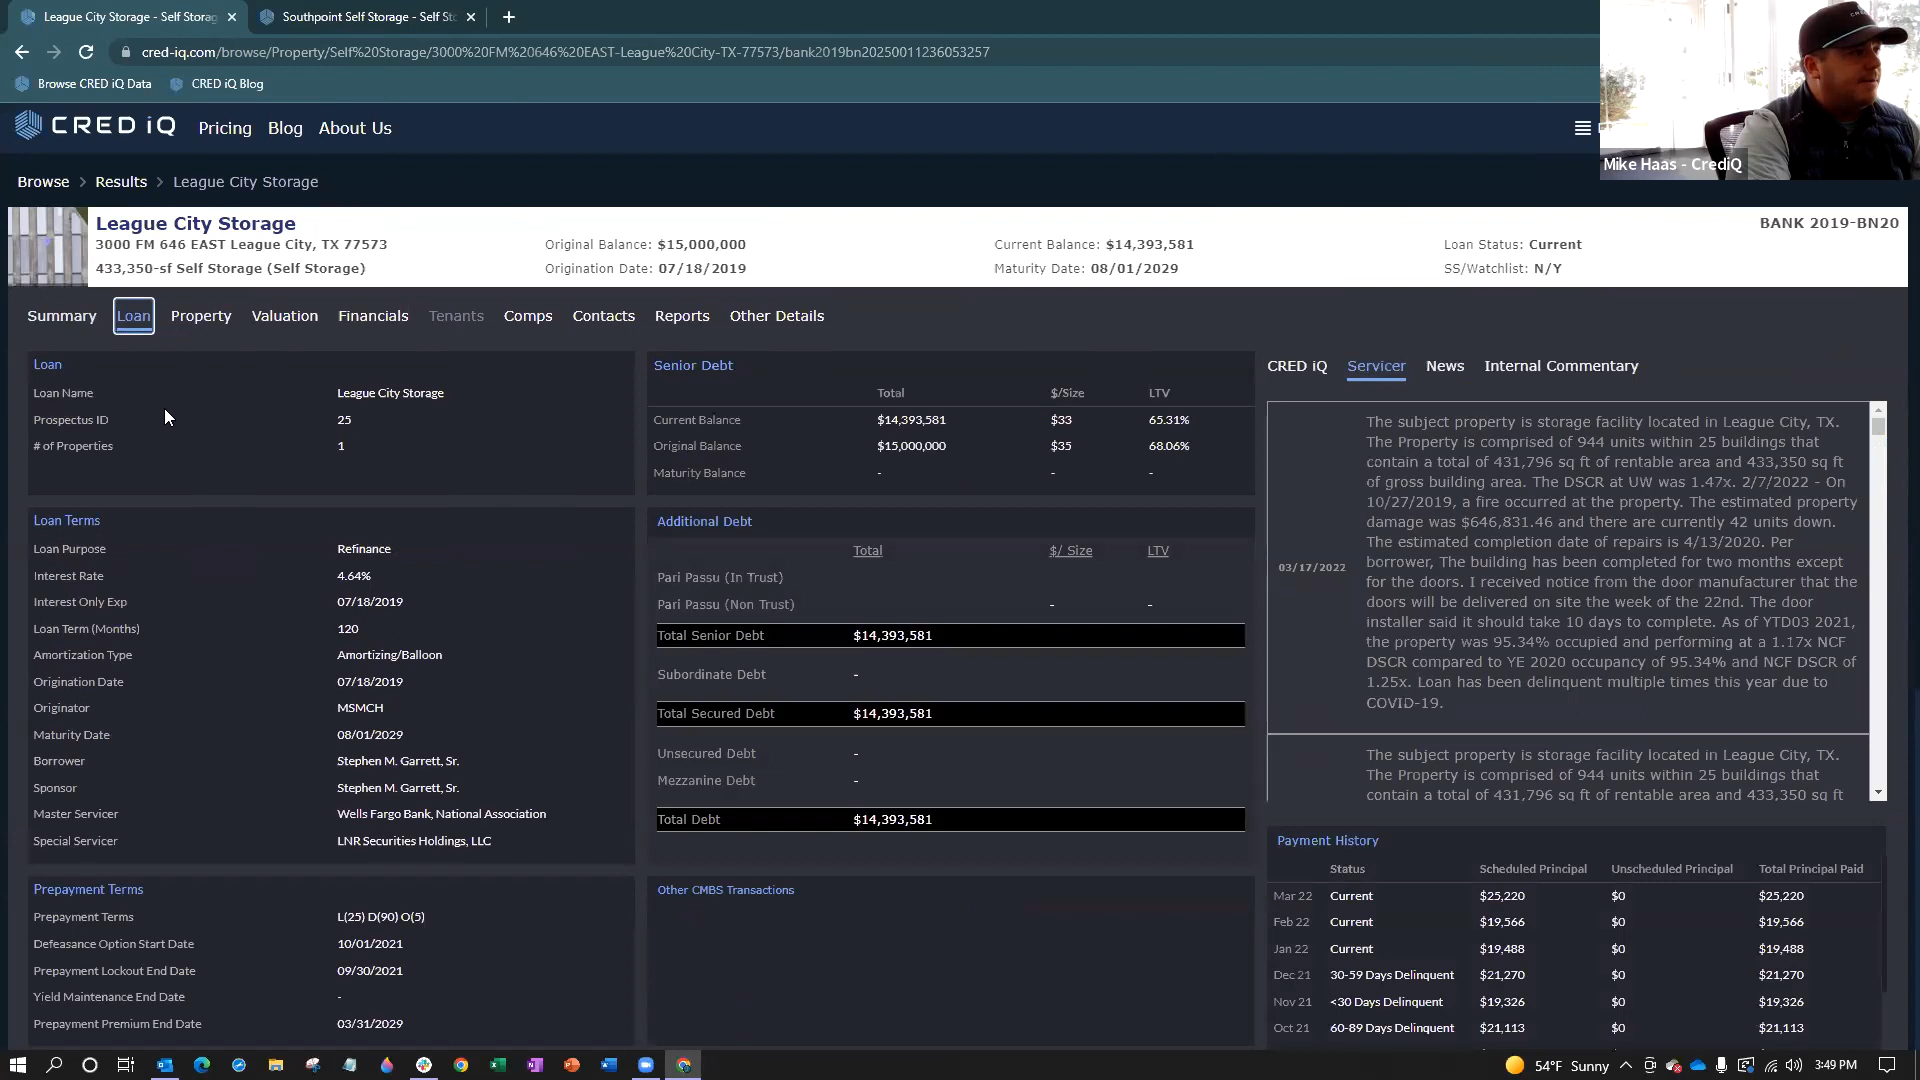 League City Storage - Self Storag
Southpoint Self Storage - Self St
cred-iq.com/browse/Property/Self%20Storage/3000%20FM%20646%20EAST-League%20City-TX-77573/bank2019bn20250011236053257
Browse CRED iQ Data
CRED iQ Blog
CRED iQ Pricing Blog About Us
Mike Haas - CrediQ
Browse > Results > League City Storage
League City Storage
BANK 2019-BN20
3000 FM 646 EAST League City, TX 77573
Original Balance: $15,000,000
Current Balance: $14,393,581
Loan Status: Current
433,350-sf Self Storage (Self Storage)
Origination Date: 07/18/2019
Maturity Date: 08/01/2029
SS/Watchlist: N/Y
Summary Loan Property Valuation Financials Tenants Comps Contacts Reports Other Details
Loan
Loan Name League City Storage
Prospectus ID 25
# of Properties 1
Loan Terms
Loan Purpose Refinance
Interest Rate 4.64%
Interest Only Exp 07/18/2019
Loan Term (Months) 120
Amortization Type Amortizing/Balloon
Origination Date 07/18/2019
Originator MSMCH
Maturity Date 08/01/2029
Borrower Stephen M. Garrett, Sr.
Sponsor Stephen M. Garrett, Sr.
Master Servicer Wells Fargo Bank, National Association
Special Servicer LNR Securities Holdings, LLC
Prepayment Terms
Prepayment Terms L(25) D(90) O(5)
Defeasance Option Start Date 10/01/2021
Prepayment Lockout End Date 09/30/2021
Yield Maintenance End Date -
Prepayment Premium End Date 03/31/2029
Senior Debt
Total $/Size LTV
Current Balance $14,393,581 $33 65.31%
Original Balance $15,000,000 $35 68.06%
Maturity Balance - - -
Additional Debt
Total $/ Size LTV
Pari Passu (In Trust)
Pari Passu (Non Trust) - -
Total Senior Debt $14,393,581
Subordinate Debt -
Total Secured Debt $14,393,581
Unsecured Debt -
Mezzanine Debt -
Total Debt $14,393,581
Other CMBS Transactions
CRED iQ Servicer News Internal Commentary
03/17/2022
The subject property is storage facility located in League City, TX.
The Property is comprised of 944 units within 25 buildings that
contain a total of 431,796 sq ft of rentable area and 433,350 sq ft
of gross building area. The DSCR at UW was 1.47x. 2/7/2022 - On
10/27/2019, a fire occurred at the property. The estimated property
damage was $646,831.46 and there are currently 42 units down.
The estimated completion date of repairs is 4/13/2020. Per
borrower, The building has been completed for two months except
for the doors. I received notice from the door manufacturer that the
doors will be delivered on site the week of the 22nd. The door
installer said it should take 10 days to complete. As of YTD03 2021,
the property was 95.34% occupied and performing at a 1.17x NCF
DSCR compared to YE 2020 occupancy of 95.34% and NCF DSCR of
1.25x. Loan has been delinquent multiple times this year due to
COVID-19.
The subject property is storage facility located in League City, TX.
The Property is comprised of 944 units within 25 buildings that
contain a total of 431,796 sq ft of rentable area and 433,350 sq ft
Payment History
Status Scheduled Principal Unscheduled Principal Total Principal Paid
Mar 22 Current $25,220 $0 $25,220
Feb 22 Current $19,566 $0 $19,566
Jan 22 Current $19,488 $0 $19,488
Dec 21 30-59 Days Delinquent $21,270 $0 $21,270
Nov 21 <30 Days Delinquent $19,326 $0 $19,326
Oct 21 60-89 Days Delinquent $21,113 $0 $21,113
54°F Sunny
3:49 PM